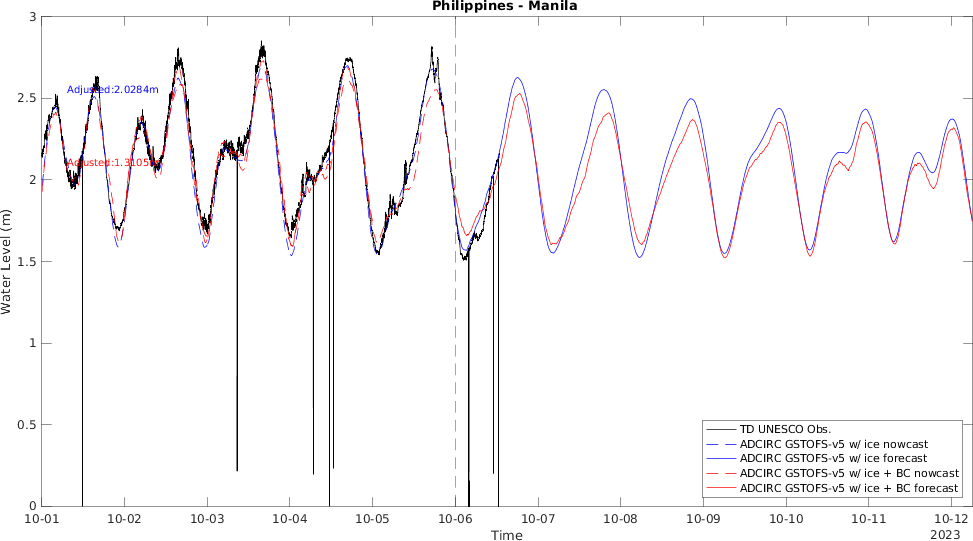 Philippines - Manila
3
2.5
2
1.5
1
0.5
0
Water Level (m)
Adjusted:2.0284m
Adjusted:1.3105
10-01
10-02
10-03
10-04
10-05
10-06
10-07
10-08
10-09
10-10
10-11
10-12
2023
Time
TD UNESCO Obs.
ADCIRC GSTOFS-v5 w/ ice nowcast
ADCIRC GSTOFS-v5 w/ ice forecast
ADCIRC GSTOFS-v5 w/ ice + BC nowcast
ADCIRC GSTOFS-v5 w/ ice + BC forecast